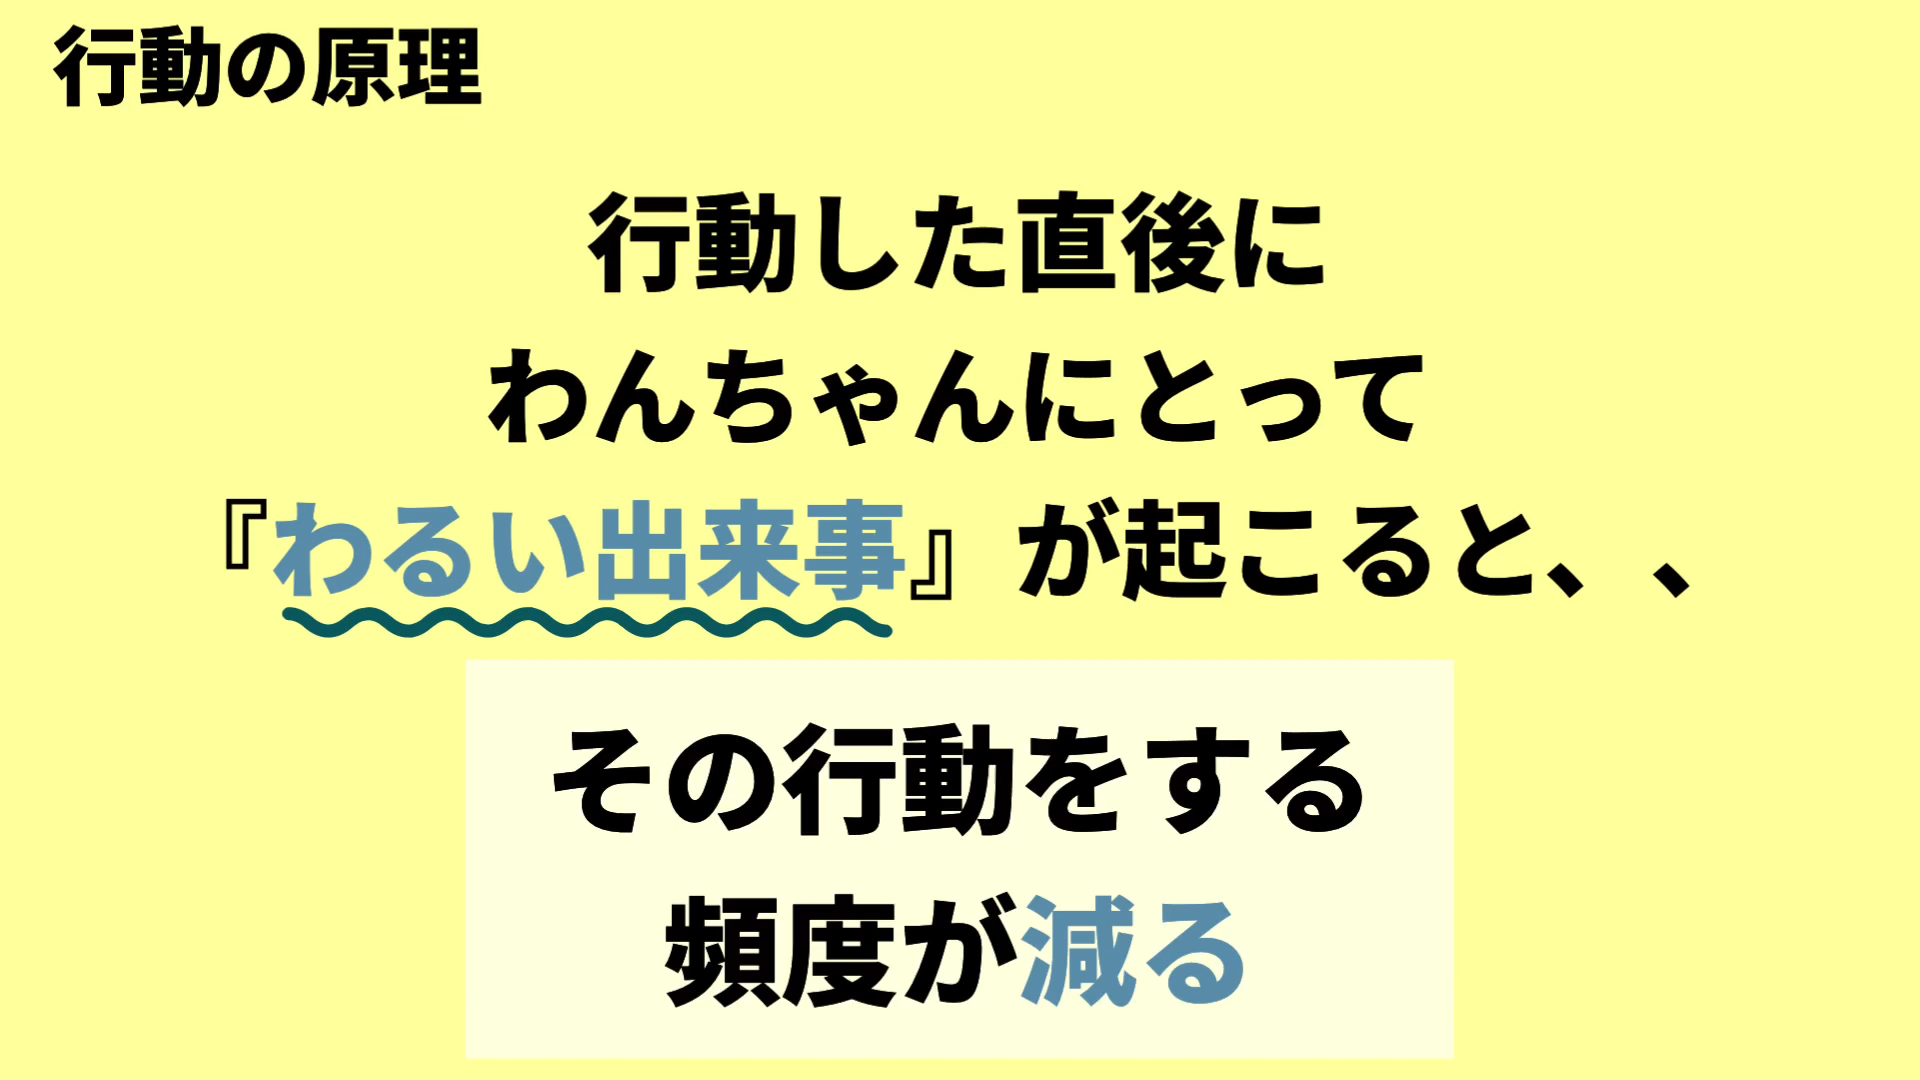 行動の原理
行動した直後に
わんちゃんにとって
『わるい出来事』が起こると、、
その行動をする
頻度が減る